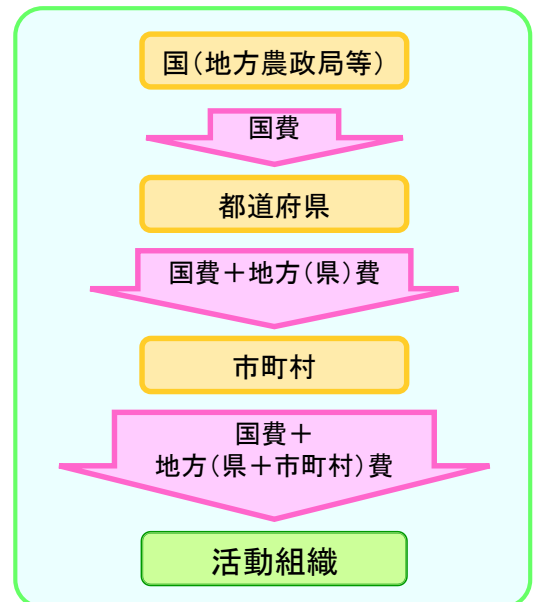 国（地方農政局等）
国費
都道府県
国費＋地方（県）費
市町村
国費＋
地方（県＋市町村）費
活動組織